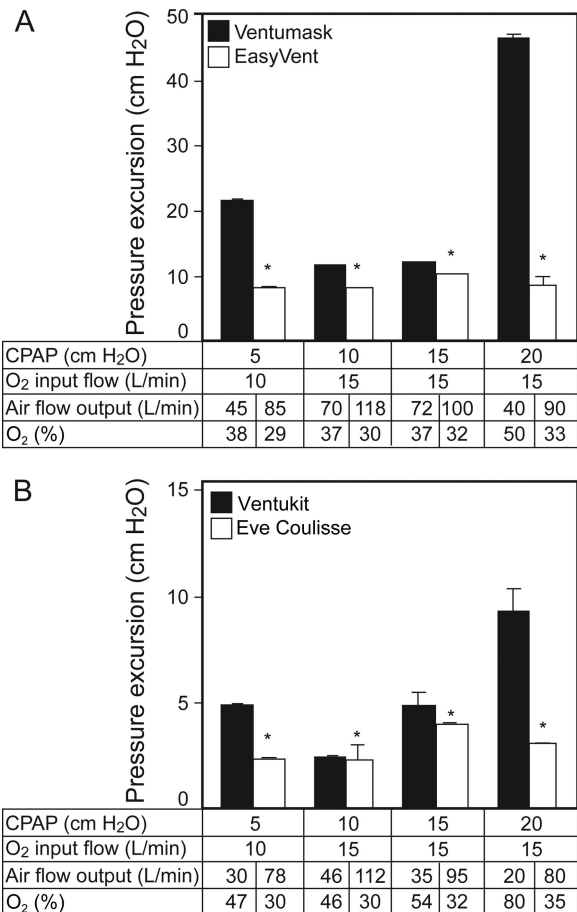 A
Pressure excursion (cm H2O)
50
40
30
20
10
0
Ventumask
EasyVent
*
*
*
*
CPAP (cm H2O) 5 10 15 20
O2 input flow (L/min) 10 15 15 15
Air flow output (L/min) 45 85 70 118 72 100 40 90
O2 (%) 38 29 37 30 37 32 50 33
B
Pressure excursion (cm H2O)
15
10
5
0
Ventukit
Eve Coulisse
*
*
*
*
CPAP (cm H2O) 5 10 15 20
O2 input flow (L/min) 10 15 15 15
Air flow output (L/min) 30 78 46 112 35 95 20 80
O2 (%) 47 30 46 30 54 32 80 35